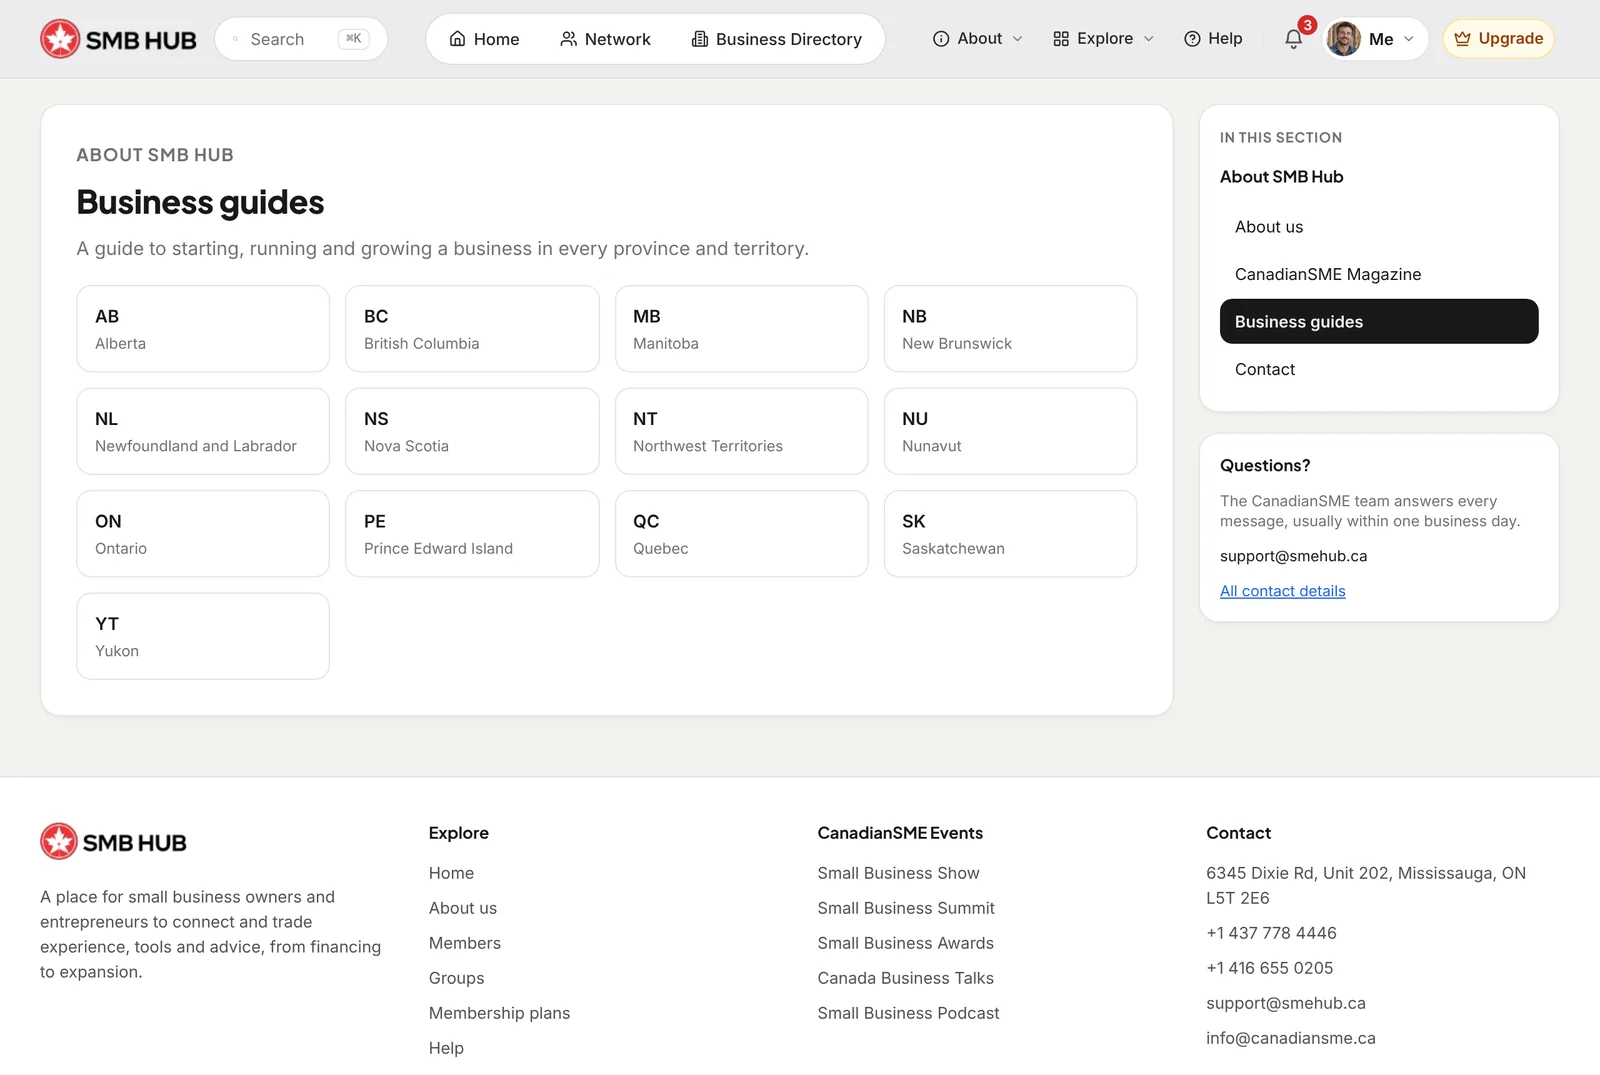 SMB HUB
Search
⌘K
Home
Network
Business Directory
About
Explore
Help
3
Me
Upgrade
ABOUT SMB HUB
Business guides
A guide to starting, running and growing a business in every province and territory.
AB
Alberta
BC
British Columbia
MB
Manitoba
NB
New Brunswick
NL
Newfoundland and Labrador
NS
Nova Scotia
NT
Northwest Territories
NU
Nunavut
ON
Ontario
PE
Prince Edward Island
QC
Quebec
SK
Saskatchewan
YT
Yukon
IN THIS SECTION
About SMB Hub
About us
CanadianSME Magazine
Business guides
Contact
Questions?
The CanadianSME team answers every
message, usually within one business day.
support@smehub.ca
All contact details
SMB HUB
A place for small business owners and
entrepreneurs to connect and trade
experience, tools and advice, from financing
to expansion.
Explore
Home
About us
Members
Groups
Membership plans
Help
CanadianSME Events
Small Business Show
Small Business Summit
Small Business Awards
Canada Business Talks
Small Business Podcast
Contact
6345 Dixie Rd, Unit 202, Mississauga, ON
L5T 2E6
+1 437 778 4446
+1 416 655 0205
support@smehub.ca
info@canadiansme.ca